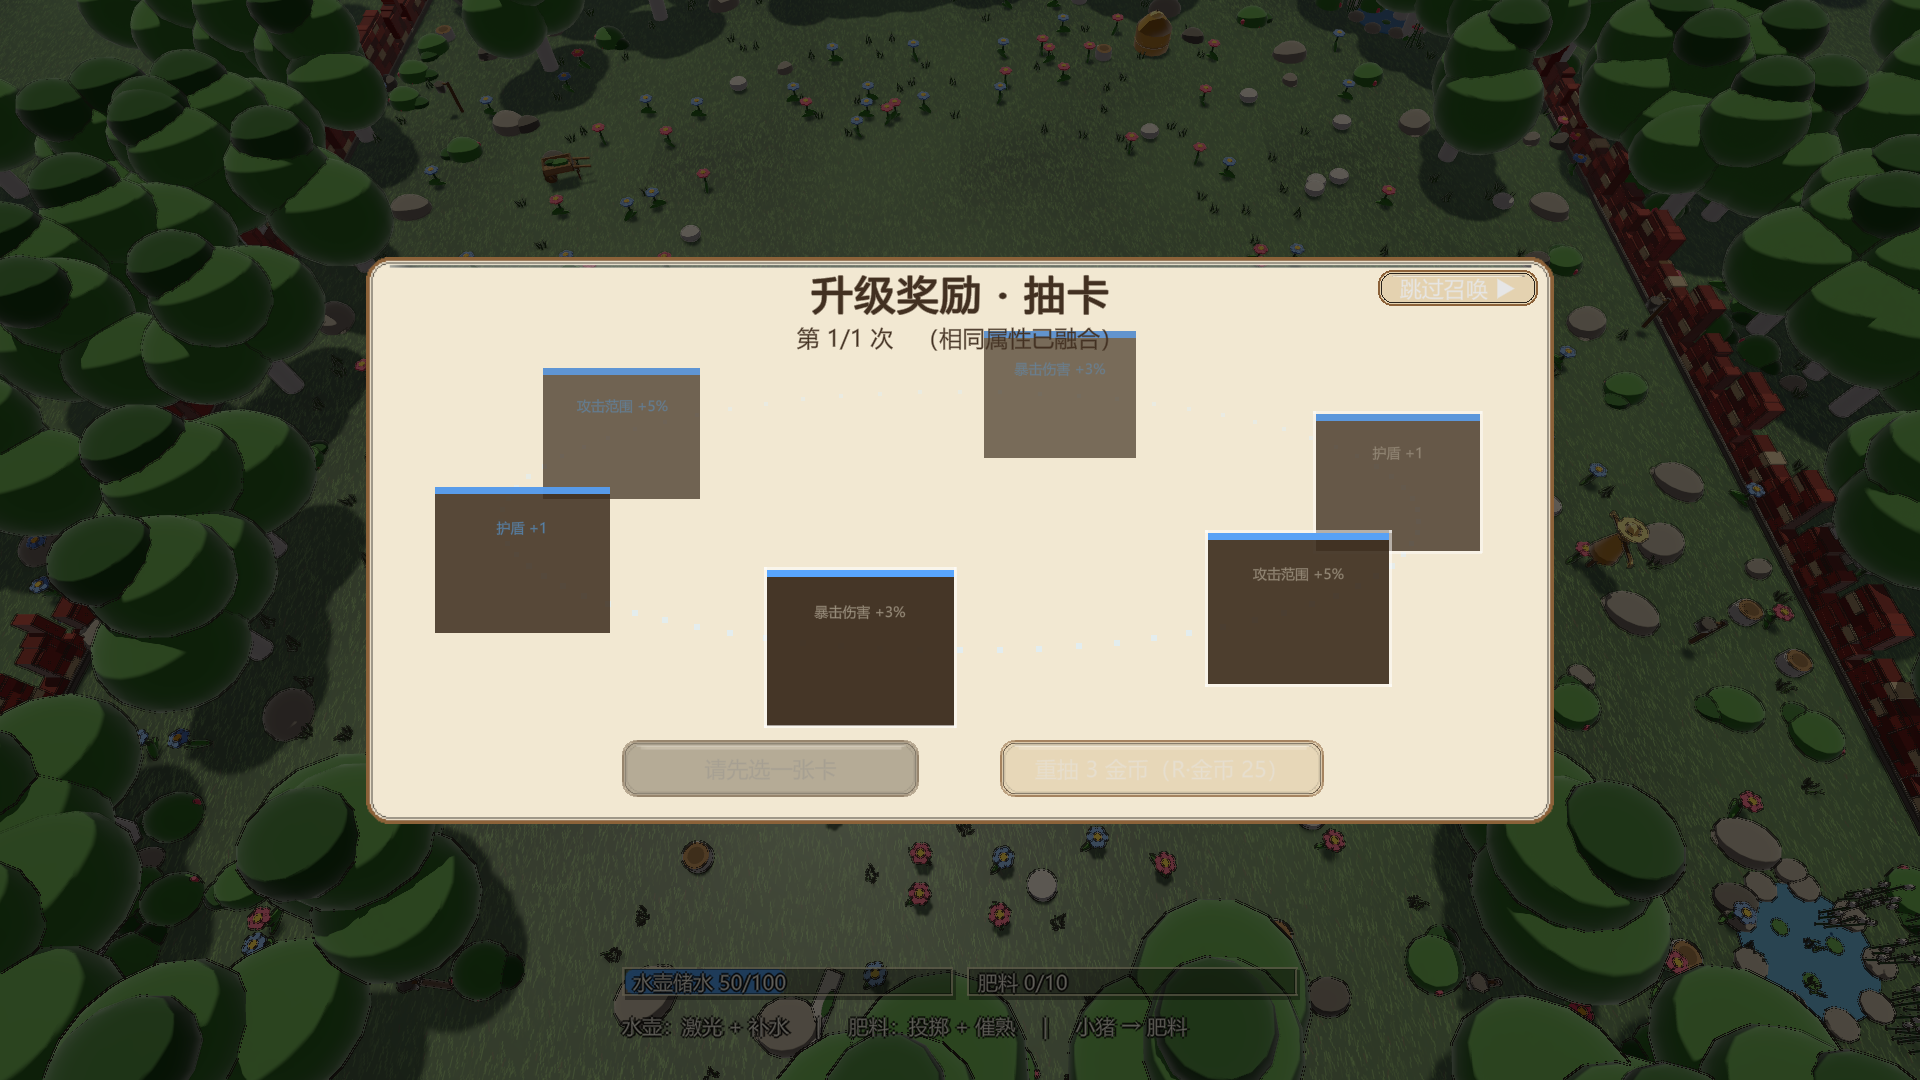 升级奖励 · 抽卡
跳过召唤 ▶
第 1/1 次 （相同属性已融合）
暴击伤害 +3%
攻击范围 +5%
护盾 +1
护盾 +1
攻击范围 +5%
暴击伤害 +3%
请先选一张卡
重抽 3 金币（R·金币 25）
水壶储水 50/100
肥料 0/10
水壶：激光 + 补水 | 肥料：投掷 + 催熟 | 小猪 → 肥料